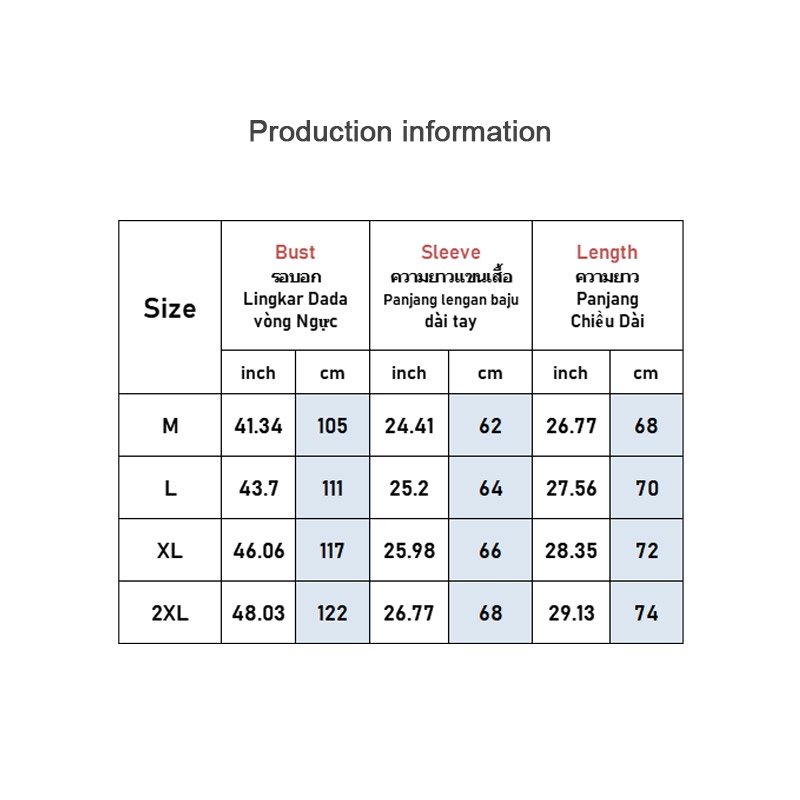 Production information
Size
Bust
รอบอก
Lingkar Dada
vòng Ngực
Sleeve
ความยาวแขนเสื้อ
Panjang lengan baju
dài tay
Length
ความยาว
Panjang
Chiều Dài
inch cm inch cm inch cm
M 41.34 105 24.41 62 26.77 68
L 43.7 111 25.2 64 27.56 70
XL 46.06 117 25.98 66 28.35 72
2XL 48.03 122 26.77 68 29.13 74